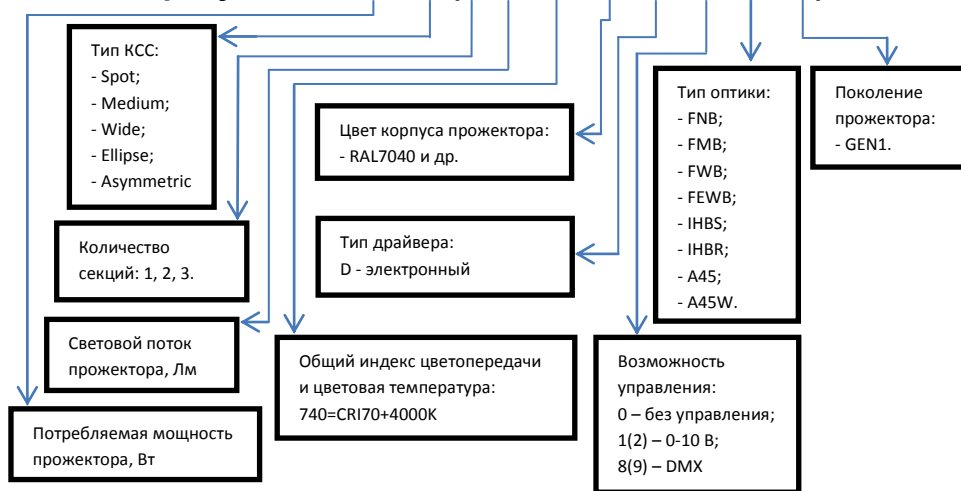 Тип КСС:
- Spot;
- Medium;
- Wide;
- Ellipse;
- Asymmetric
Количество
секций: 1, 2, 3.
Световой поток
прожектора, Лм
Потребляемая мощность
прожектора, Вт
Цвет корпуса прожектора:
- RAL7040 и др.
Тип драйвера:
D - электронный
Общий индекс цветопередачи
и цветовая температура:
740=CRI70+4000K
Тип оптики:
- FNB;
- FMB;
- FWB;
- FEWB;
- IHBS;
- IHBR;
- A45;
- A45W.
Возможность
управления:
0 – без управления;
1(2) – 0-10 В;
8(9) – DMX
Поколение
прожектора:
- GEN1.